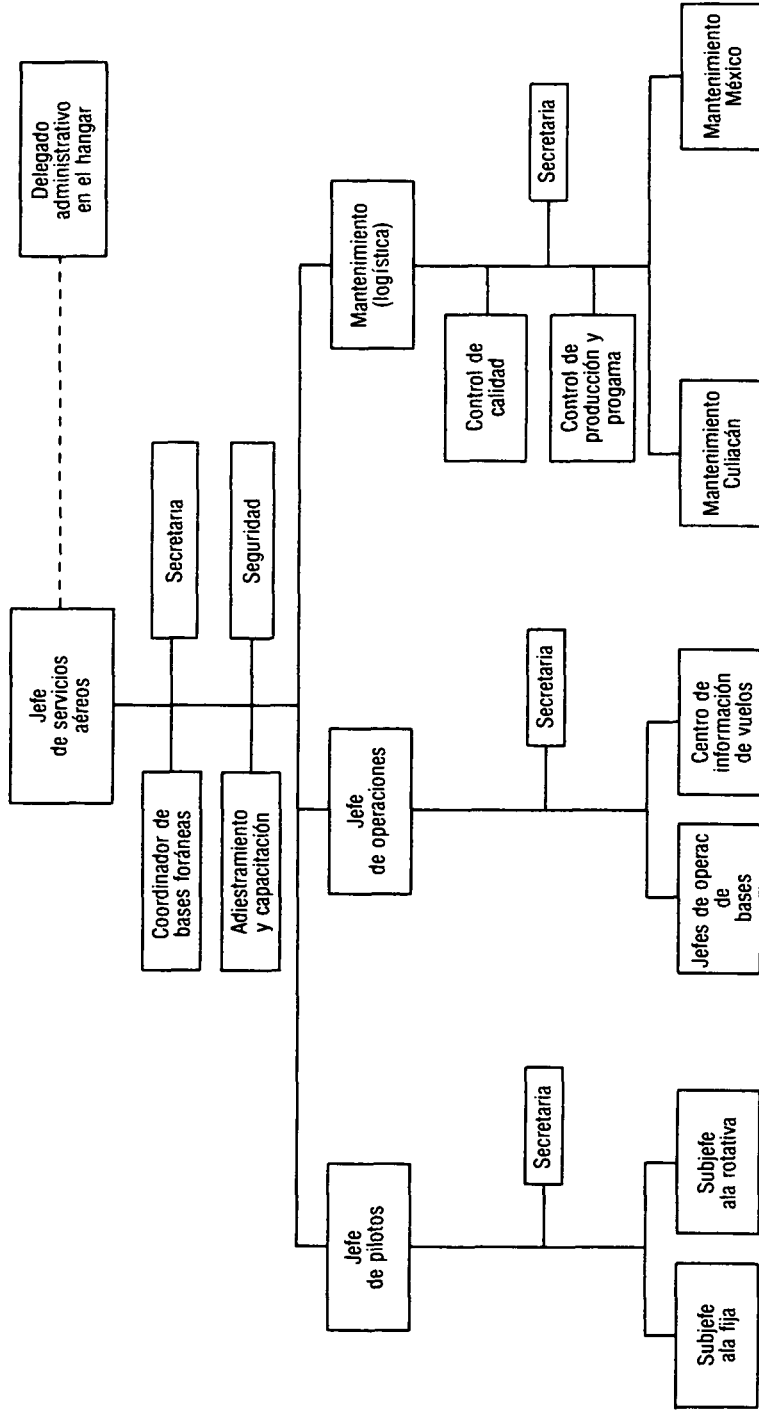 Jefe
de servicios
aéreos
Delegado
administrativo
en el hangar
Coordinador de
bases foráneas
Secretaria
Adiestramiento
y capacitación
Seguridad
Jefe
de pilotos
Jefe
de operaciones
Mantenimiento
(logística)
Secretaria
Secretaria
Control de
calidad
Secretaria
Control de
producción y
progama
Subjefe
ala fija
Subjefe
ala rotativa
Jefes de operac
de
bases
Centro de
información
de vuelos
Mantenimiento
Culiacán
Mantenimiento
México